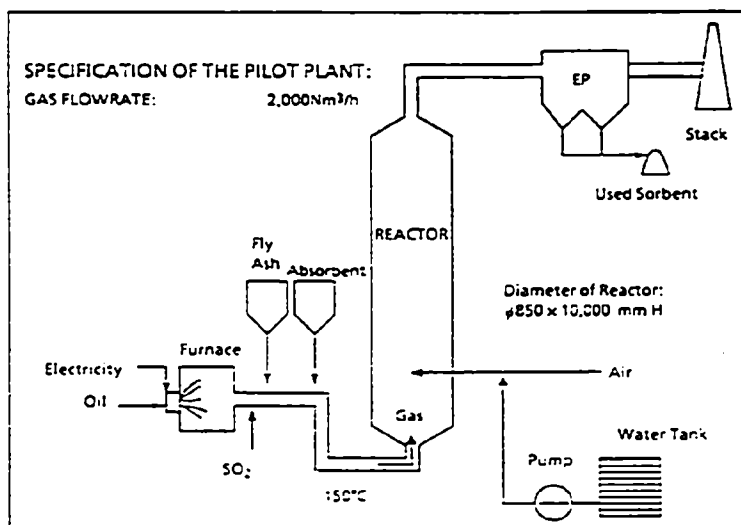 SPECIFICATION OF THE PILOT PLANT:
GAS FLOWRATE: 2,000Nm³/h
EP
Stack
Used Sorbent
REACTOR
Fly
Ash
Absorbent
Diameter of Reactor:
φ850 x 10,000 mm H
Furnace
Electricity
Oil
Air
Gas
Water Tank
Pump
SO₂
150°C